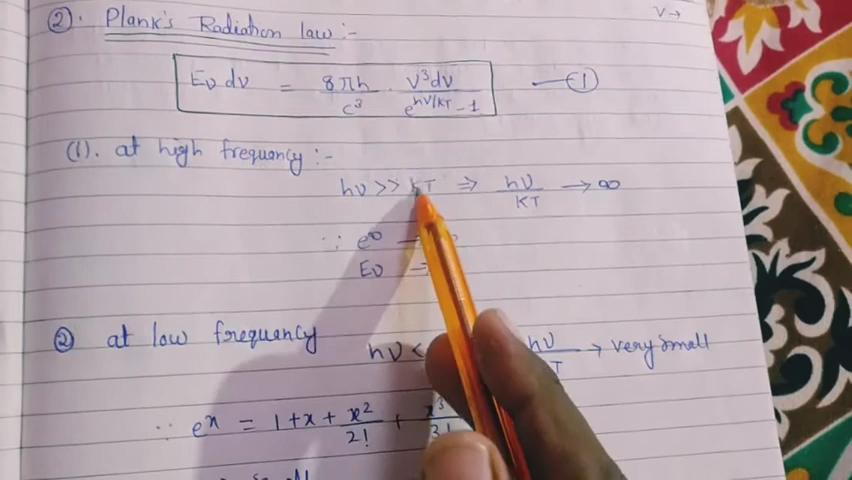 ν→
②. Plank's Radiation law :-
Eν dν = 8πh/c³ · ν³dν/e^hν/KT - 1 —①
(1). at high frequency :-
hν >> KT ⇒ hν/KT → ∞
∵ e^∞ →
Eν =
② at low frequency
hν < hν/T → very small
∵ eˣ = 1 + x + x²/2! + x³/3!